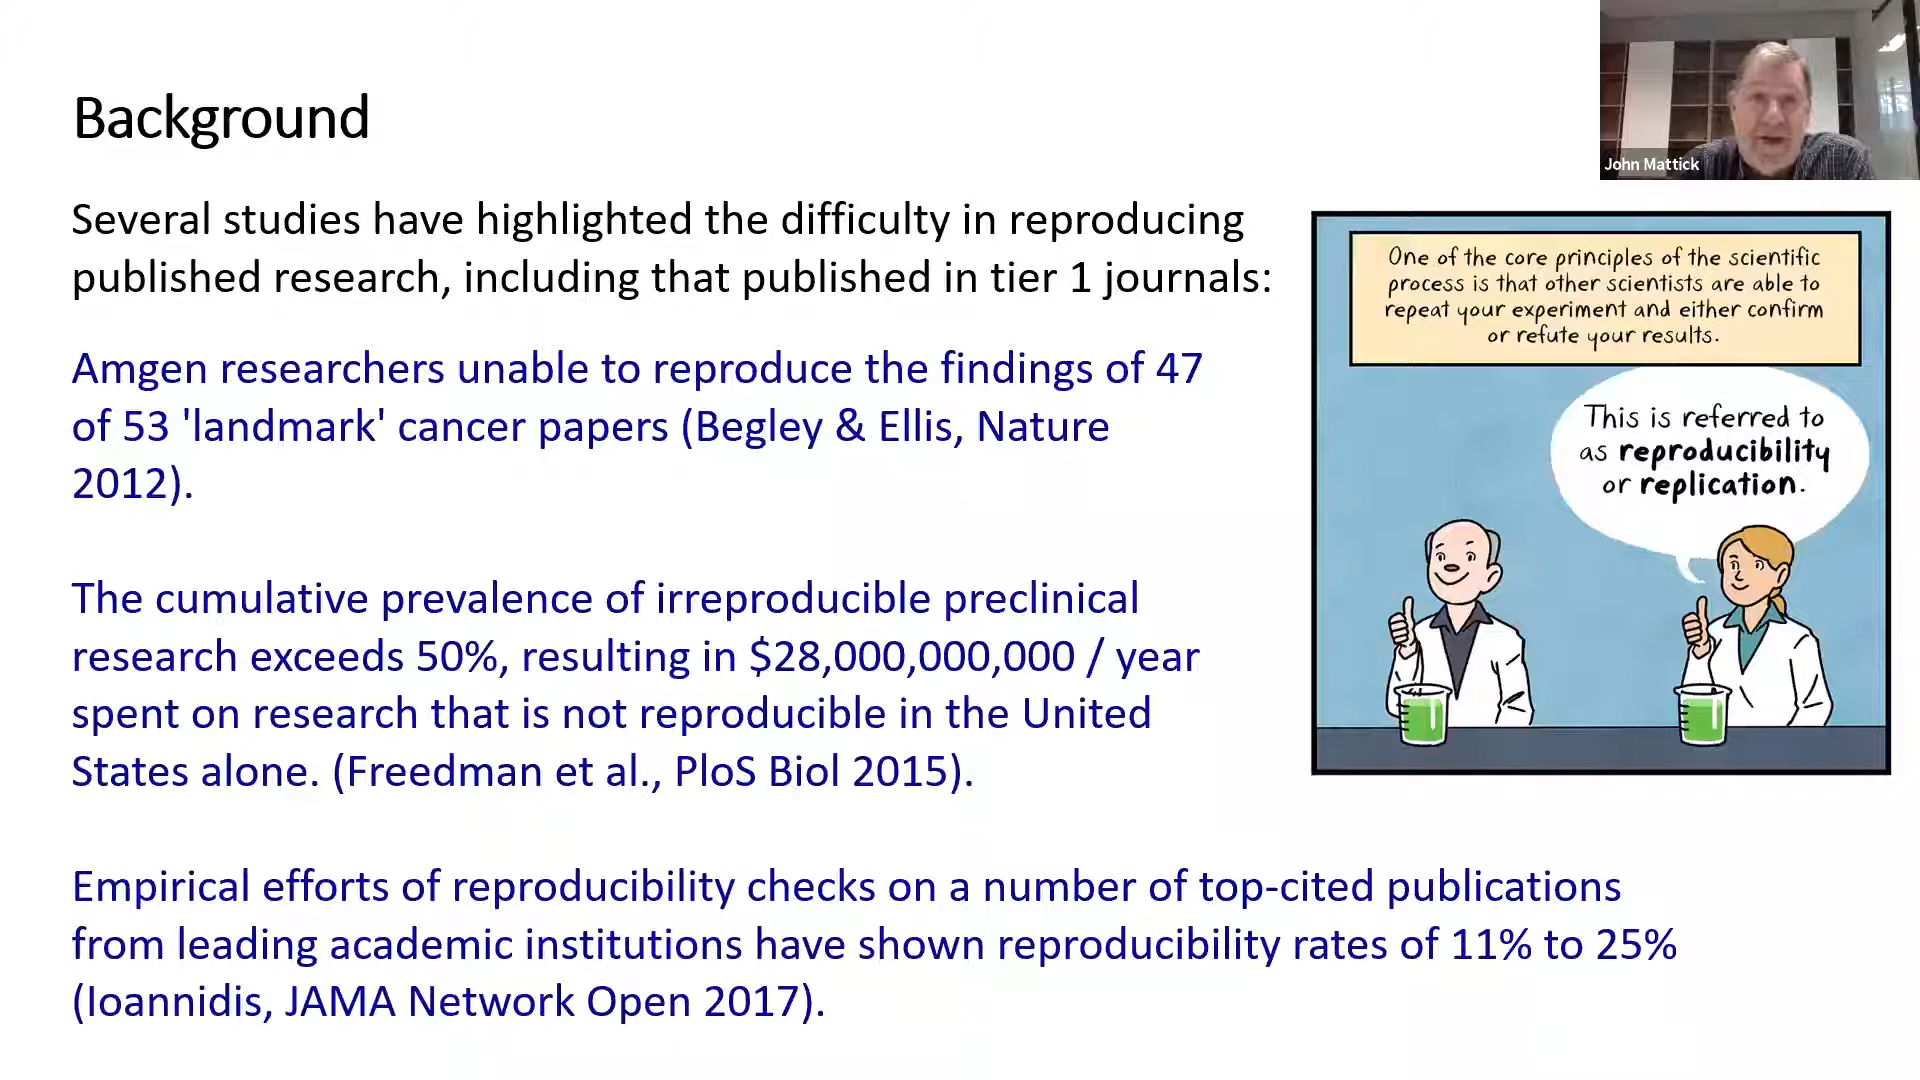 Background
John Mattick
Several studies have highlighted the difficulty in reproducing
published research, including that published in tier 1 journals:
Amgen researchers unable to reproduce the findings of 47
of 53 'landmark' cancer papers (Begley & Ellis, Nature
2012).
The cumulative prevalence of irreproducible preclinical
research exceeds 50%, resulting in $28,000,000,000 / year
spent on research that is not reproducible in the United
States alone. (Freedman et al., PloS Biol 2015).
Empirical efforts of reproducibility checks on a number of top-cited publications
from leading academic institutions have shown reproducibility rates of 11% to 25%
(Ioannidis, JAMA Network Open 2017).
One of the core principles of the scientific
process is that other scientists are able to
repeat your experiment and either confirm
or refute your results.
This is referred to
as reproducibility
or replication.